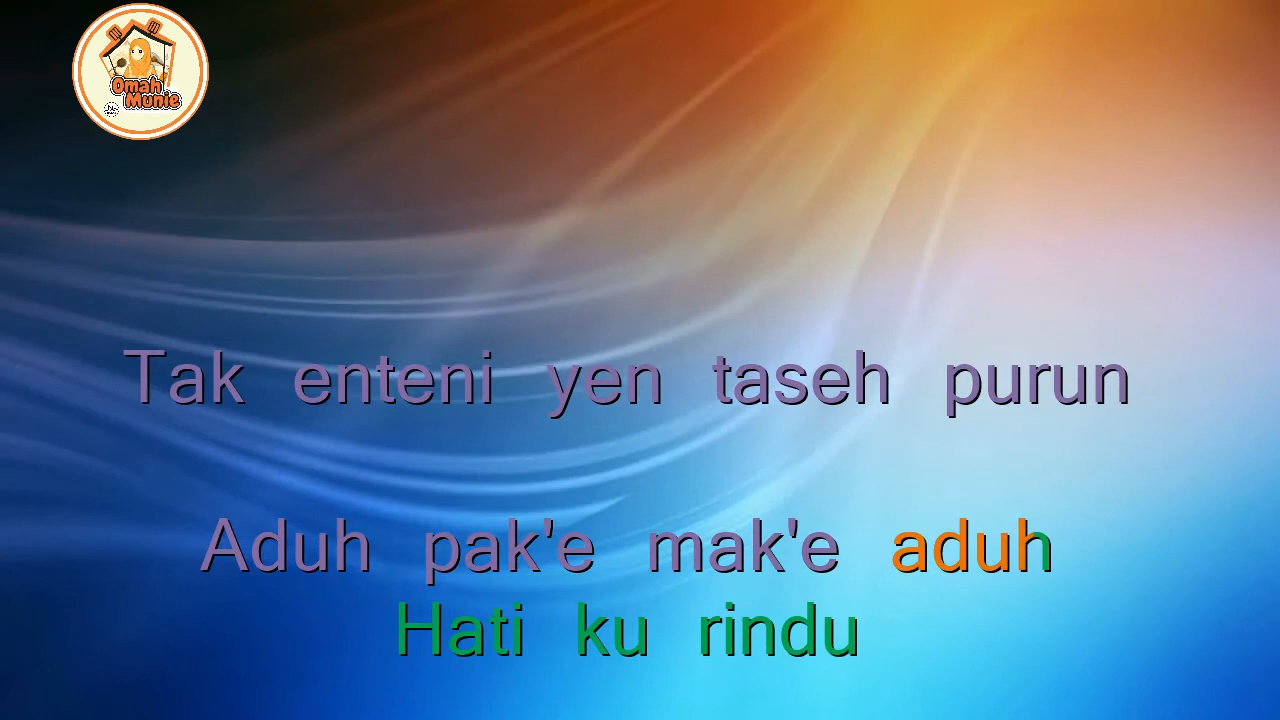 Omah
Munie
Tak enteni yen taseh purun
Aduh pak'e mak'e aduh
Hati ku rindu